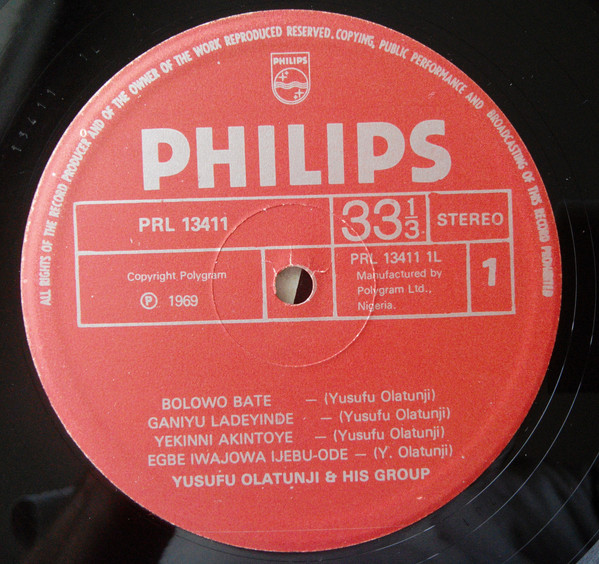 ALL RIGHTS OF THE RECORD PRODUCER AND OF THE OWNER OF THE WORK REPRODUCED RESERVED. COPYING, PUBLIC PERFORMANCE AND BROADCASTING OF THIS RECORD PROHIBITED
13411
PHILIPS
PHILIPS
PRL 13411
33 1/3
STEREO
Copyright Polygram
Ⓟ 1969
PRL 13411 1L
Manufactured by
Polygram Ltd.,
Nigeria.
1
BOLOWO BATE – (Yusufu Olatunji)
GANIYU LADEYINDE – (Yusufu Olatunji)
YEKINNI AKINTOYE – (Yusufu Olatunji)
EGBE IWAJOWA IJEBU-ODE – (Y. Olatunji)
YUSUFU OLATUNJI & HIS GROUP